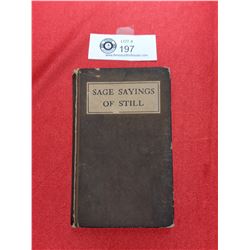 LOT #
197
SAGE SAYINGS
OF STILL